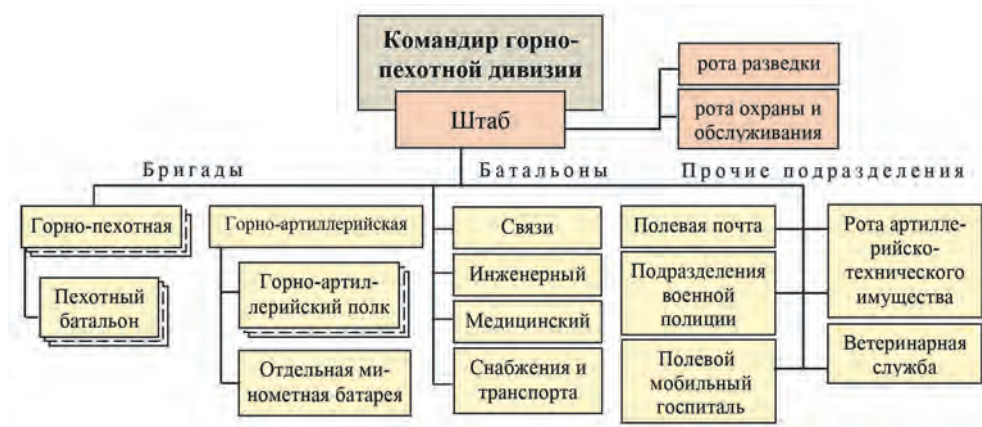 Командир горно-
пехотной дивизии
Штаб
рота разведки
рота охраны и
обслуживания
Бригады
Батальоны
Прочие подразделения
Горно-пехотная
Пехотный
батальон
Горно-артиллерийская
Горно-артил-
лерийский полк
Отдельная ми-
нометная батарея
Связи
Инженерный
Медицинский
Снабжения и
транспорта
Полевая почта
Подразделения
военной
полиции
Полевой
мобильный
госпиталь
Рота артилле-
рийско-
технического
имущества
Ветеринарная
служба